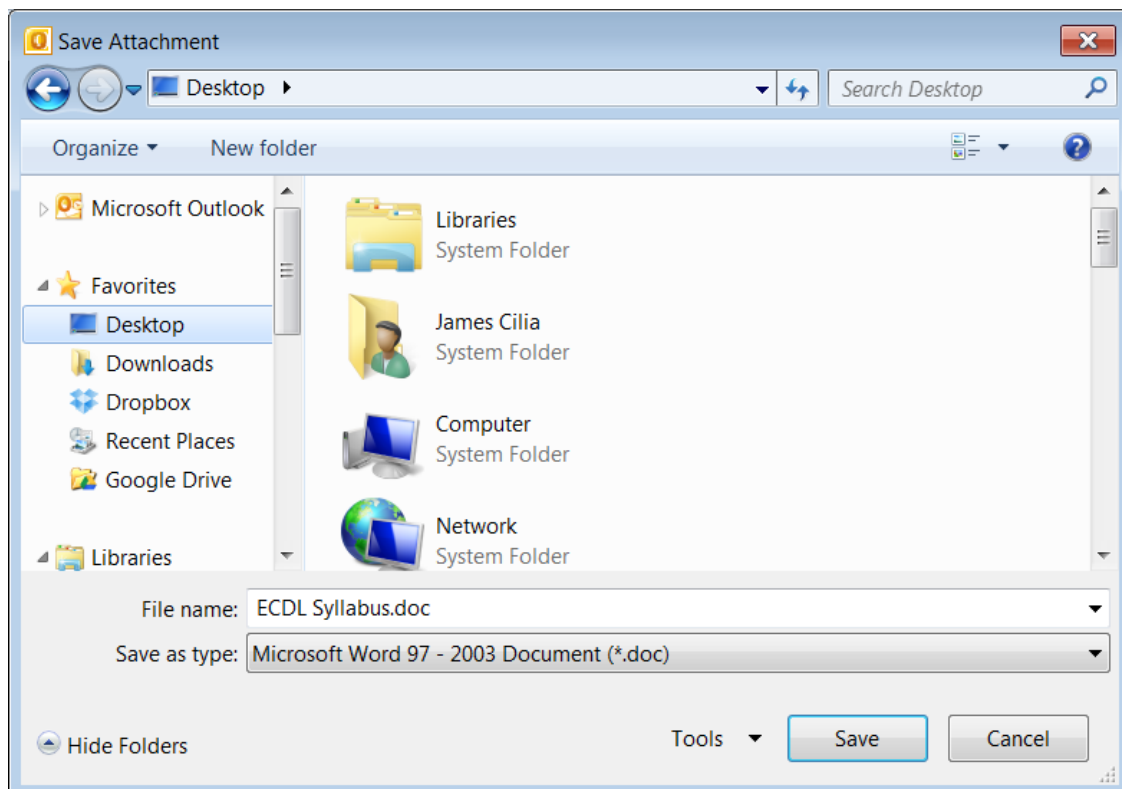 Save Attachment
Desktop
Search Desktop
Organize
New folder
Microsoft Outlook
Favorites
Desktop
Downloads
Dropbox
Recent Places
Google Drive
Libraries
Libraries
System Folder
James Cilia
System Folder
Computer
System Folder
Network
System Folder
File name: ECDL Syllabus.doc
Save as type: Microsoft Word 97 - 2003 Document (*.doc)
Hide Folders
Tools
Save
Cancel